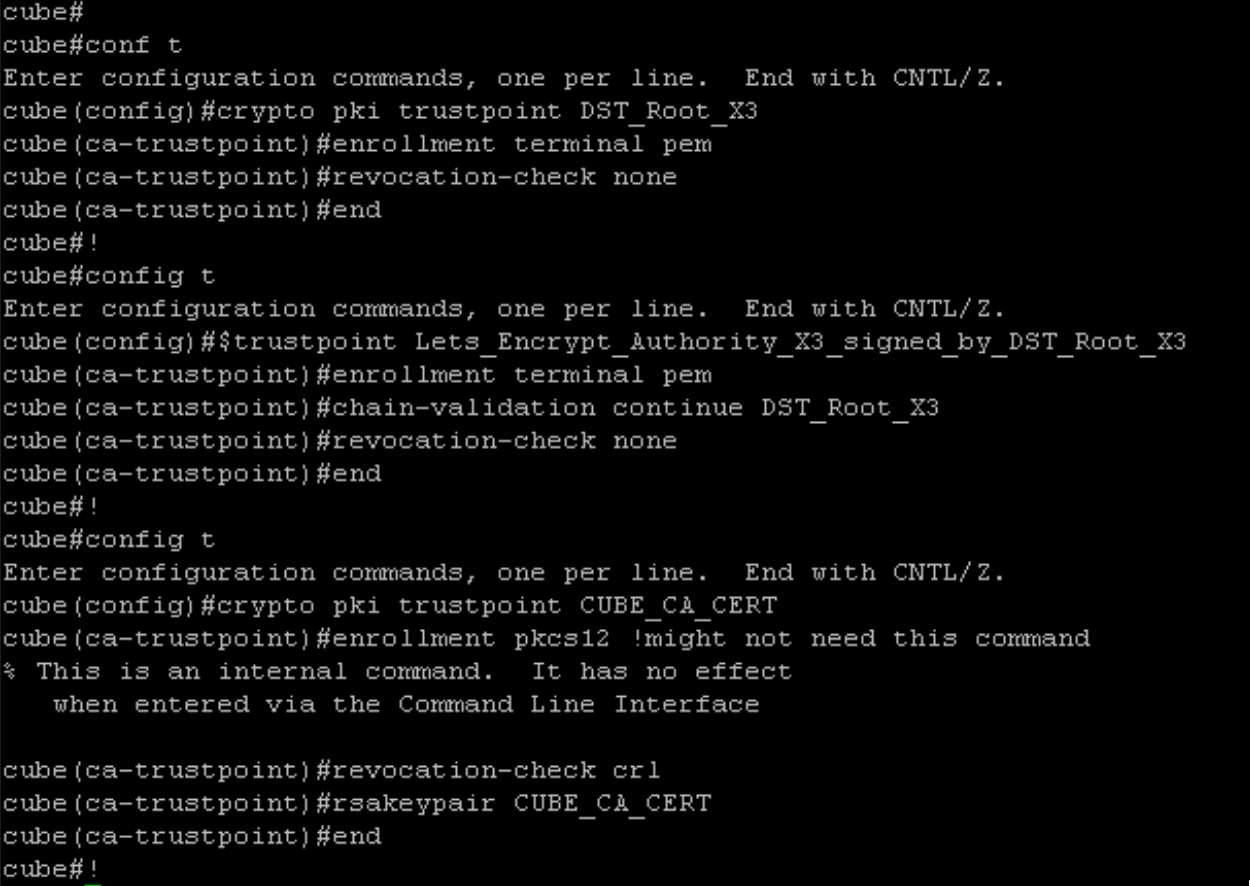 cube#
cube#conf t
Enter configuration commands, one per line.  End with CNTL/Z.
cube(config)#crypto pki trustpoint DST_Root_X3
cube(ca-trustpoint)#enrollment terminal pem
cube(ca-trustpoint)#revocation-check none
cube(ca-trustpoint)#end
cube#!
cube#config t
Enter configuration commands, one per line.  End with CNTL/Z.
cube(config)#$trustpoint Lets_Encrypt_Authority_X3_signed_by_DST_Root_X3
cube(ca-trustpoint)#enrollment terminal pem
cube(ca-trustpoint)#chain-validation continue DST_Root_X3
cube(ca-trustpoint)#revocation-check none
cube(ca-trustpoint)#end
cube#!
cube#config t
Enter configuration commands, one per line.  End with CNTL/Z.
cube(config)#crypto pki trustpoint CUBE_CA_CERT
cube(ca-trustpoint)#enrollment pkcs12 !might not need this command
% This is an internal command.  It has no effect
   when entered via the Command Line Interface
cube(ca-trustpoint)#revocation-check crl
cube(ca-trustpoint)#rsakeypair CUBE_CA_CERT
cube(ca-trustpoint)#end
cube#!